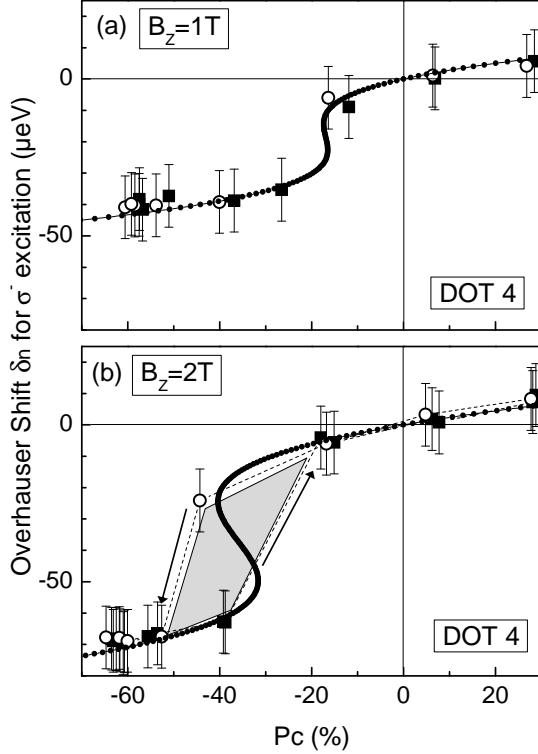 (a) B_Z=1T
0
-50
DOT 4
Overhauser Shift δn for σ⁻ excitation (μeV)
(b) B_Z=2T
0
-50
DOT 4
-60 -40 -20 0 20
Pc (%)